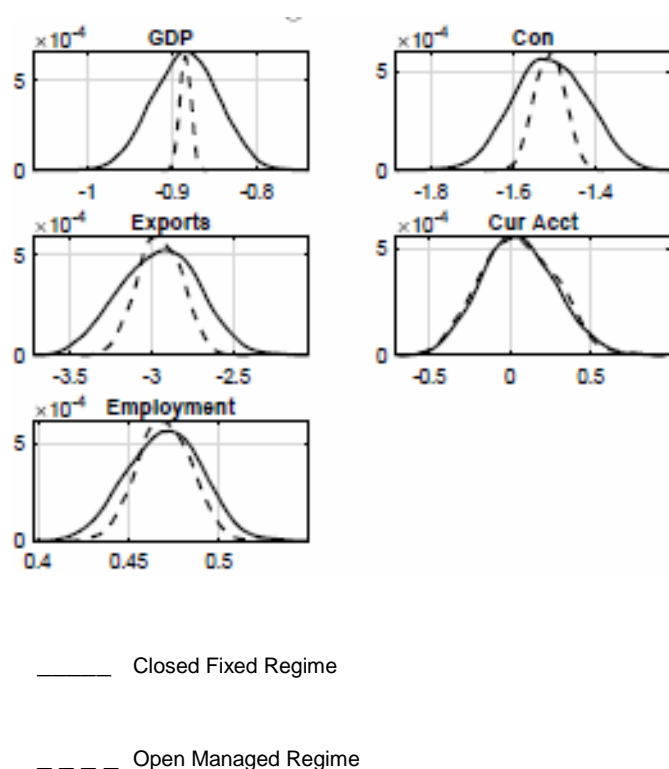 GDP
×10-4
5
0
-1 -0.9 -0.8
Con
×10-4
5
0
-1.8 -1.6 -1.4
Exports
×10-4
5
0
-3.5 -3 -2.5
Cur Acct
×10-4
5
0
-0.5 0 0.5
Employment
×10-4
5
0
0.4 0.45 0.5
_____ Closed Fixed Regime
_ _ _ _ Open Managed Regime